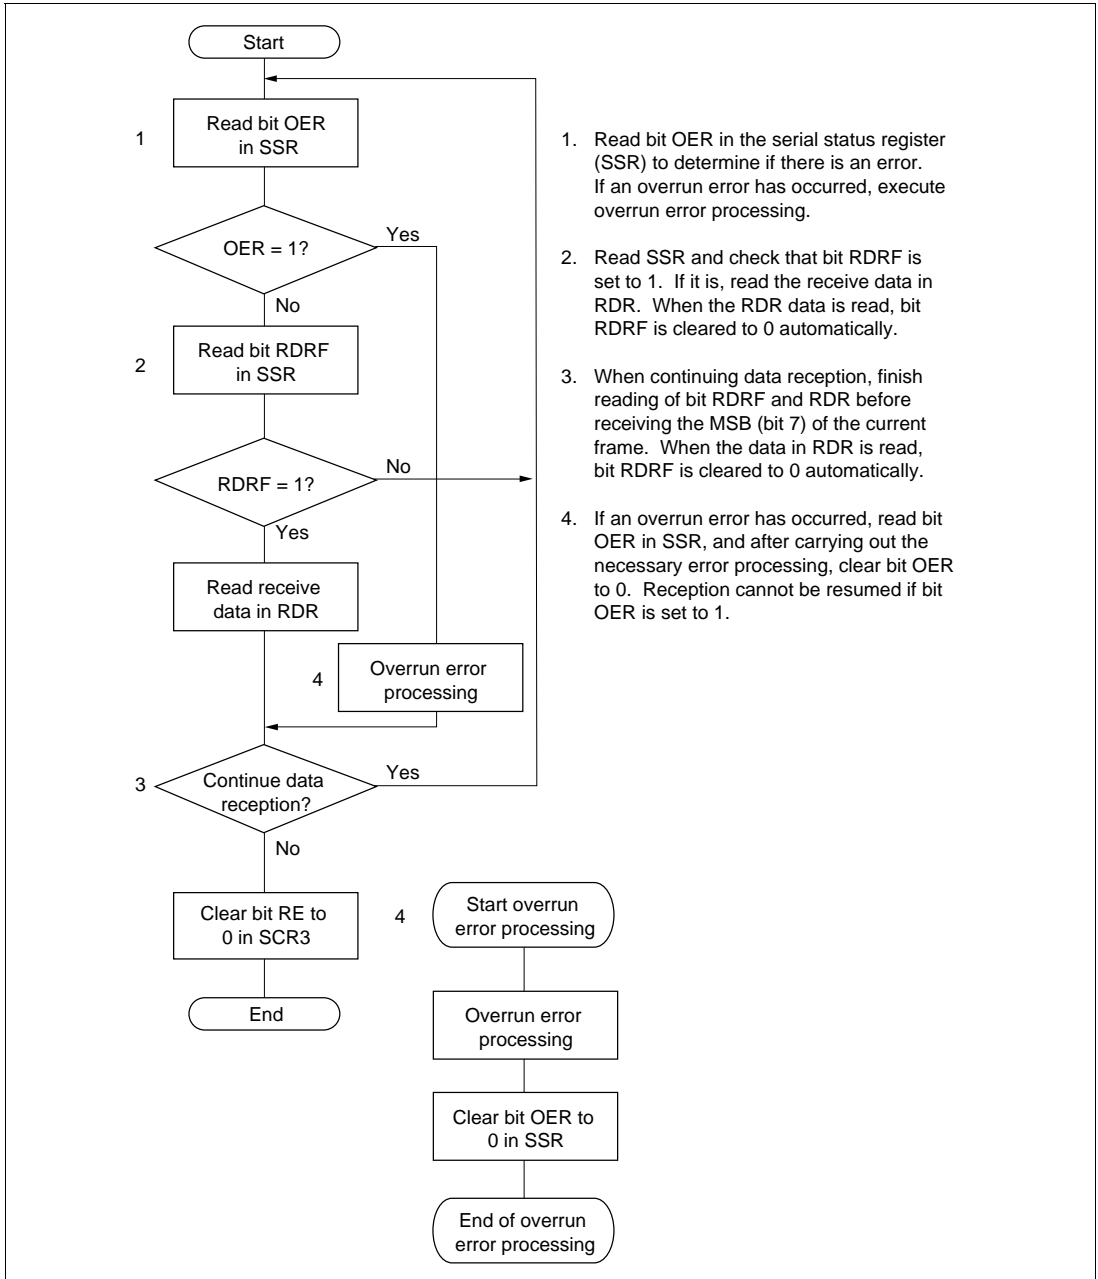 Start
1
Read bit OER
in SSR
OER = 1?
Yes
No
2
Read bit RDRF
in SSR
RDRF = 1?
No
Yes
Read receive
data in RDR
4
Overrun error
processing
3
Continue data
reception?
Yes
No
Clear bit RE to
0 in SCR3
End
4
Start overrun
error processing
Overrun error
processing
Clear bit OER to
0 in SSR
End of overrun
error processing
1. Read bit OER in the serial status register
(SSR) to determine if there is an error.
If an overrun error has occurred, execute
overrun error processing.
2. Read SSR and check that bit RDRF is
set to 1. If it is, read the receive data in
RDR. When the RDR data is read, bit
RDRF is cleared to 0 automatically.
3. When continuing data reception, finish
reading of bit RDRF and RDR before
receiving the MSB (bit 7) of the current
frame. When the data in RDR is read,
bit RDRF is cleared to 0 automatically.
4. If an overrun error has occurred, read bit
OER in SSR, and after carrying out the
necessary error processing, clear bit OER
to 0. Reception cannot be resumed if bit
OER is set to 1.